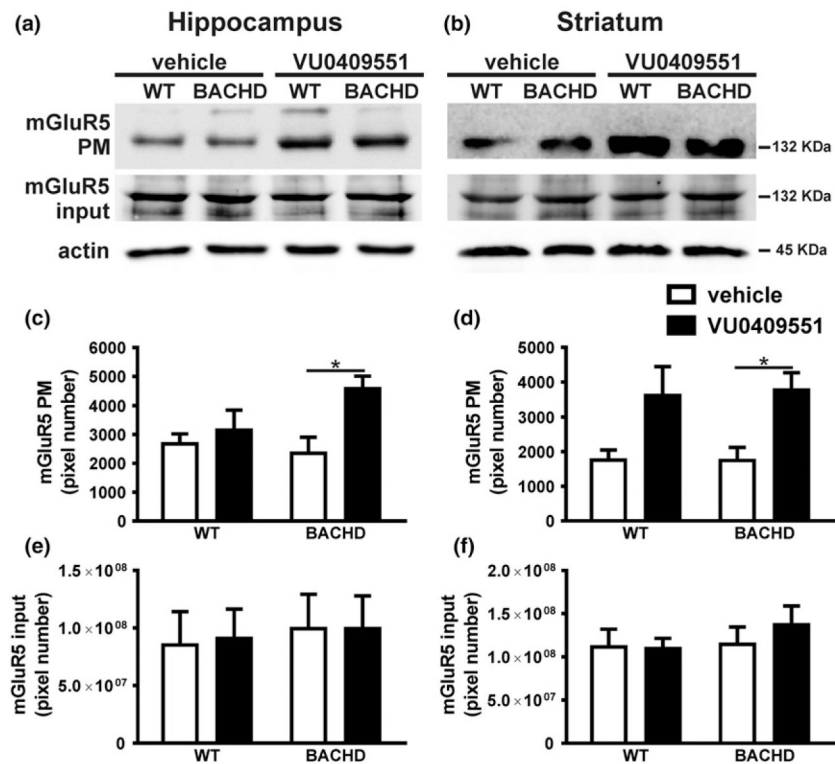 (a) Hippocampus
vehicle VU0409551
WT BACHD WT BACHD
mGluR5
PM
mGluR5
input
actin
(b) Striatum
vehicle VU0409551
WT BACHD WT BACHD
132 KDa
132 KDa
45 KDa
vehicle
VU0409551
(c)
mGluR5 PM
(pixel number)
6000
5000
4000
3000
2000
1000
0
*
WT BACHD
(d)
mGluR5 PM
(pixel number)
5000
4000
3000
2000
1000
0
*
WT BACHD
(e)
mGluR5 input
(pixel number)
1.5 × 10⁰⁸
1.0 × 10⁰⁸
5.0 × 10⁰⁷
0
WT BACHD
(f)
mGluR5 input
(pixel number)
2.0 × 10⁰⁸
1.5 × 10⁰⁸
1.0 × 10⁰⁸
5.0 × 10⁰⁷
0
WT BACHD